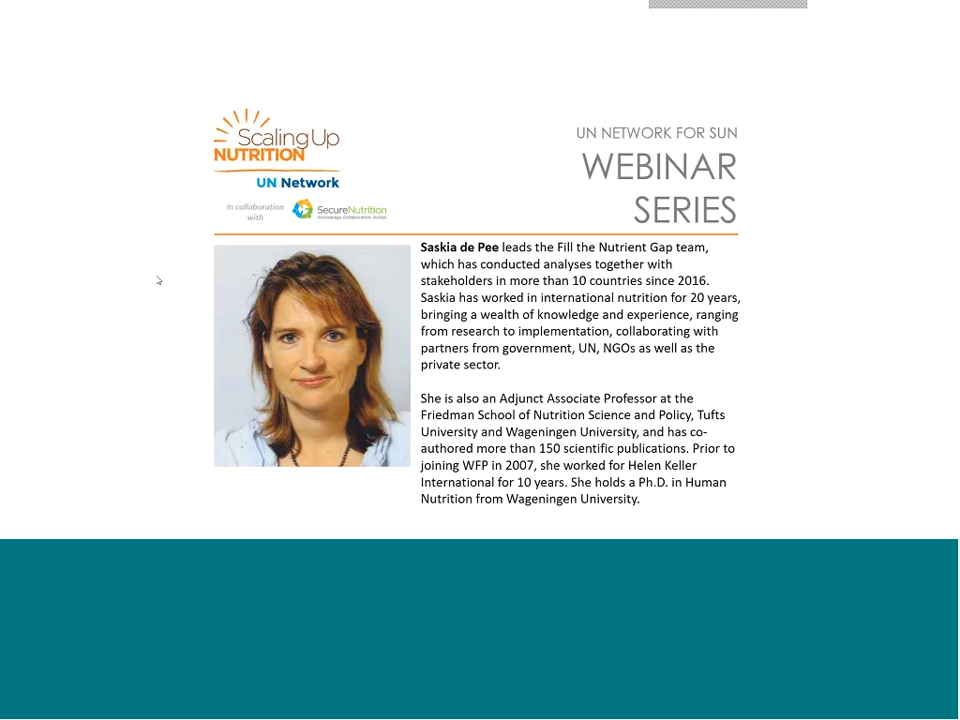 Scaling Up
NUTRITION
UN Network
In collaboration
with
SecureNutrition
Knowledge, Collaboration, Action
UN NETWORK FOR SUN
WEBINAR
SERIES
Saskia de Pee leads the Fill the Nutrient Gap team,
which has conducted analyses together with
stakeholders in more than 10 countries since 2016.
Saskia has worked in international nutrition for 20 years,
bringing a wealth of knowledge and experience, ranging
from research to implementation, collaborating with
partners from government, UN, NGOs as well as the
private sector.
She is also an Adjunct Associate Professor at the
Friedman School of Nutrition Science and Policy, Tufts
University and Wageningen University, and has co-
authored more than 150 scientific publications. Prior to
joining WFP in 2007, she worked for Helen Keller
International for 10 years. She holds a Ph.D. in Human
Nutrition from Wageningen University.